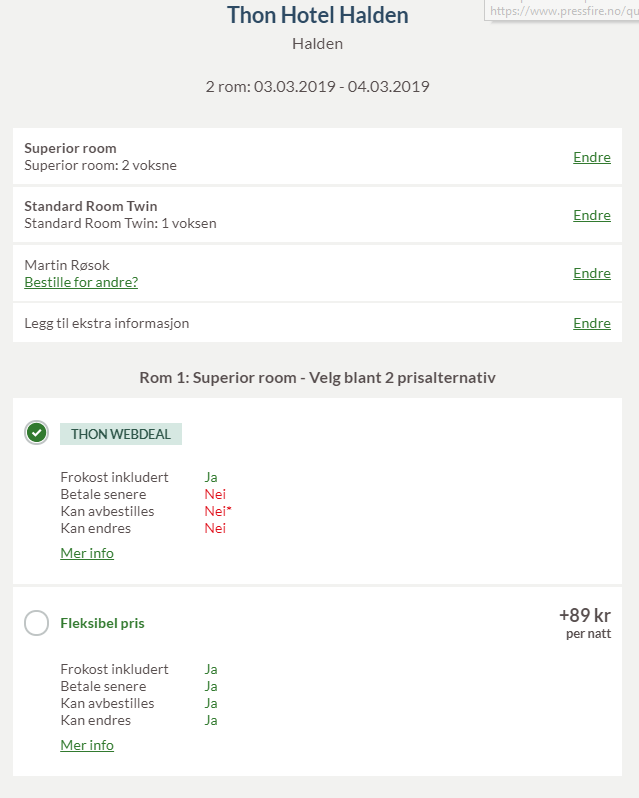 https://www.pressfire.no/qu
Thon Hotel Halden
Halden
2 rom: 03.03.2019 - 04.03.2019
Superior room
Superior room: 2 voksne
Endre
Standard Room Twin
Standard Room Twin: 1 voksen
Endre
Martin Røsok
Bestille for andre?
Endre
Legg til ekstra informasjon
Endre
Rom 1: Superior room - Velg blant 2 prisalternativ
THON WEBDEAL
Frokost inkludert Ja
Betale senere Nei
Kan avbestilles Nei*
Kan endres Nei
Mer info
Fleksibel pris
+89 kr
per natt
Frokost inkludert Ja
Betale senere Ja
Kan avbestilles Ja
Kan endres Ja
Mer info